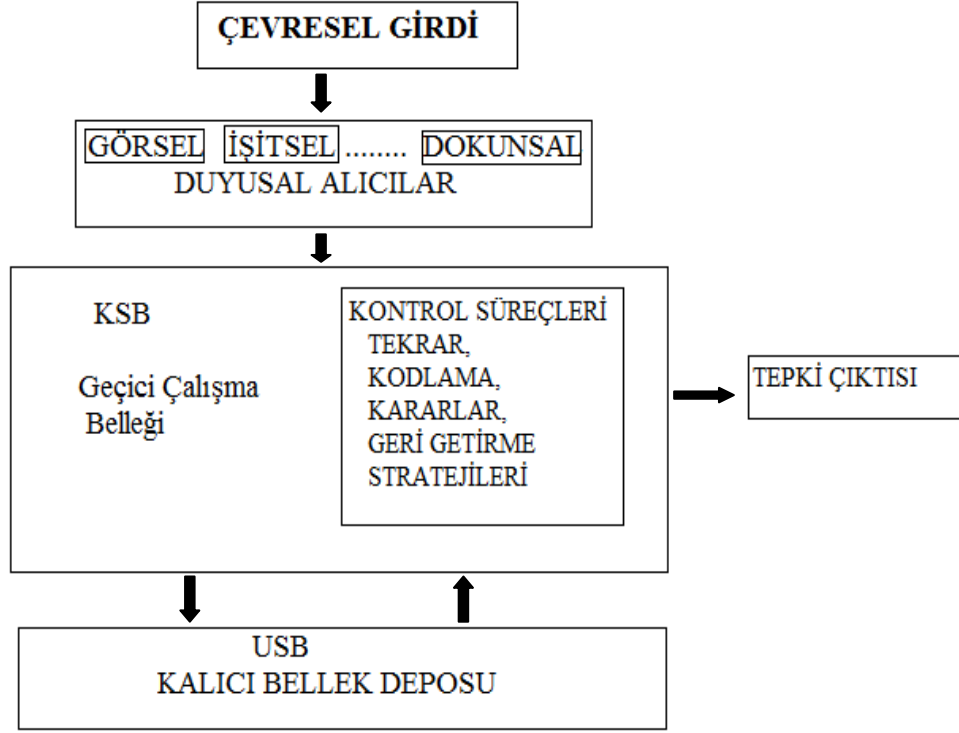 ÇEVRESEL GİRDİ
GÖRSEL İŞİTSEL ........ DOKUNSAL
DUYUSAL ALICILAR
KSB
Geçici Çalışma
Belleği
KONTROL SÜREÇLERİ
TEKRAR,
KODLAMA,
KARARLAR,
GERİ GETİRME
STRATEJİLERİ
TEPKİ ÇIKTISI
USB
KALICI BELLEK DEPOSU